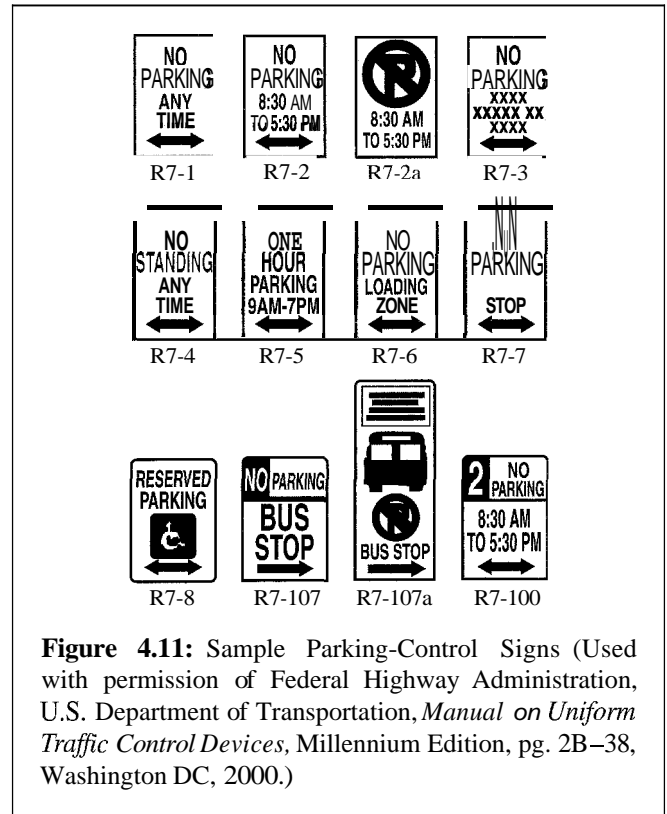 NO
PARKING
ANY
TIME
R7-1
NO
PARKING
8:30 AM
TO 5:30 PM
R7-2
8:30 AM
TO 5:30 PM
R7-2a
NO
PARKING
XXXX
XXXXX XX
XXXX
R7-3
NO
STANDING
ANY
TIME
R7-4
ONE
HOUR
PARKING
9AM-7PM
R7-5
NO
PARKING
LOADING
ZONE
R7-6
PARKING
STOP
R7-7
RESERVED
PARKING
R7-8
NO PARKING
BUS
STOP
R7-107
BUS STOP
R7-107a
2 NO
PARKING
8:30 AM
TO 5:30 PM
R7-100
Figure 4.11: Sample Parking-Control Signs (Used
with permission of Federal Highway Administration,
U.S. Department of Transportation, Manual on Uniform
Traffic Control Devices, Millennium Edition, pg. 2B–38,
Washington DC, 2000.)